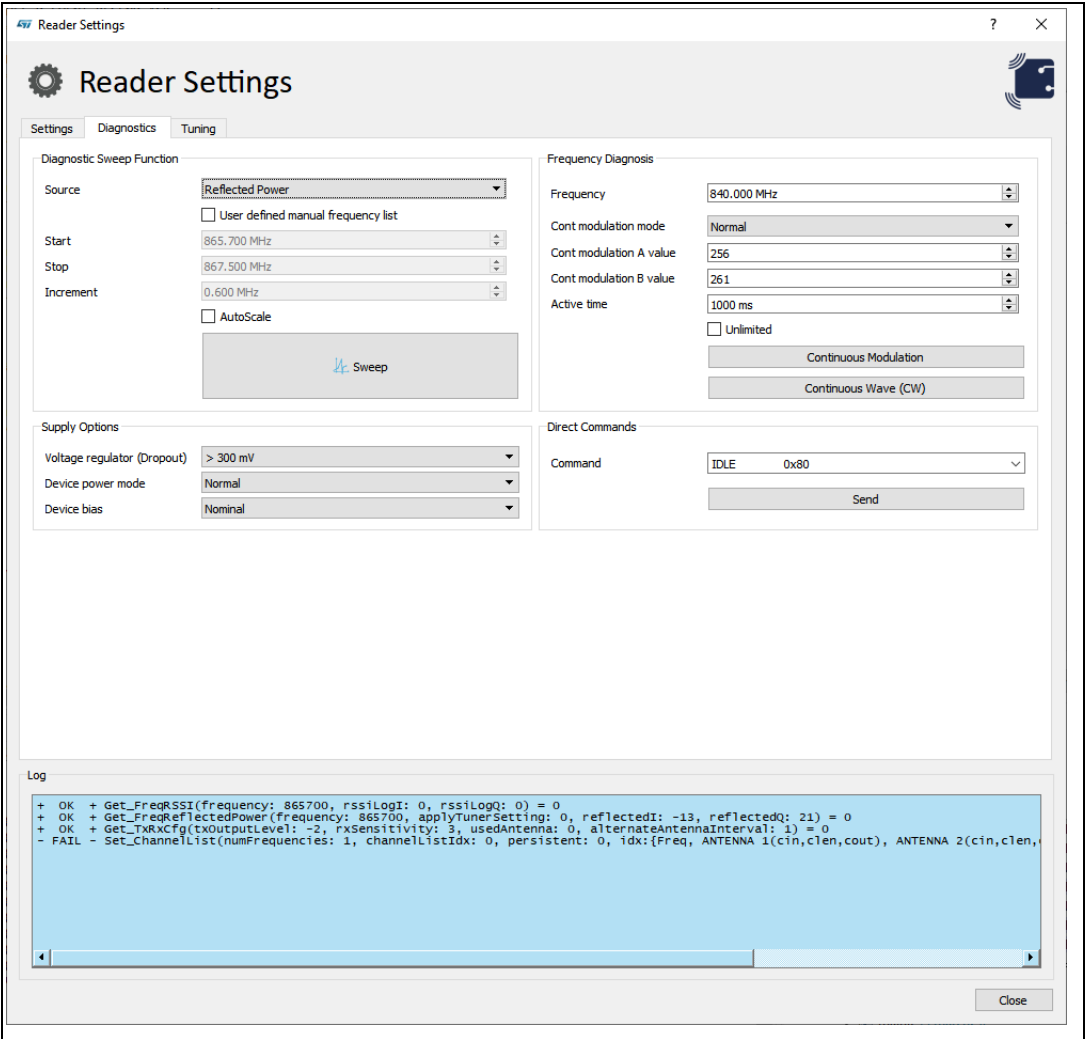 Reader Settings
?
Reader Settings
Settings
Diagnostics
Tuning
Diagnostic Sweep Function
Source
Reflected Power
User defined manual frequency list
Start
865.700 MHz
Stop
867.500 MHz
Increment
0.600 MHz
AutoScale
Sweep
Frequency Diagnosis
Frequency
840.000 MHz
Cont modulation mode
Normal
Cont modulation A value
256
Cont modulation B value
261
Active time
1000 ms
Unlimited
Continuous Modulation
Continuous Wave (CW)
Supply Options
Voltage regulator (Dropout)
> 300 mV
Device power mode
Normal
Device bias
Nominal
Direct Commands
Command
IDLE 0x80
Send
Log
+ OK + Get_FreqRSSI(frequency: 865700, rssiLogI: 0, rssiLogQ: 0) = 0
+ OK + Get_FreqReflectedPower(frequency: 865700, applyTunerSetting: 0, reflectedI: -13, reflectedQ: 21) = 0
+ OK + Get_TxRxCfg(txOutputLevel: -2, rxSensitivity: 3, usedAntenna: 0, alternateAntennaInterval: 1) = 0
- FAIL - Set_ChannelList(numFrequencies: 1, channelListIdx: 0, persistent: 0, idx:{Freq, ANTENNA 1(cin,clen,cout), ANTENNA 2(cin,clen,
Close